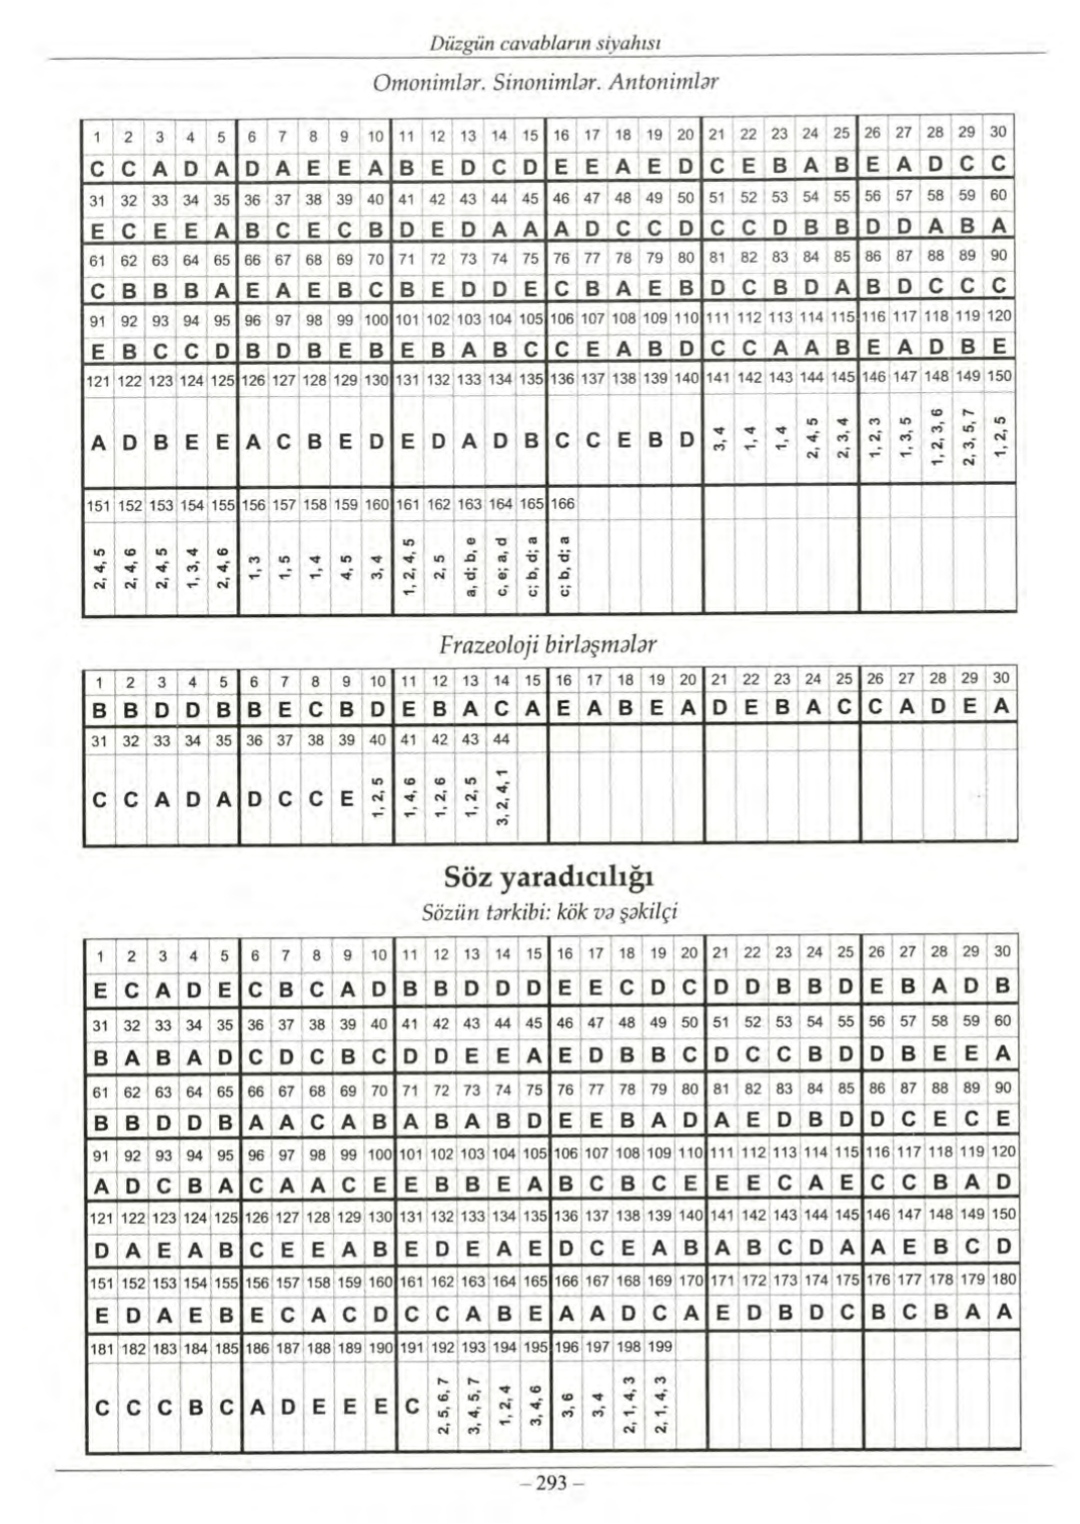 Düzgün cavabların siyahısı
Omonimlər. Sinonimlər. Antonimlər
1 2 3 4 5 6 7 8 9 10 11 12 13 14 15 16 17 18 19 20 21 22 23 24 25 26 27 28 29 30
C C A D A D A E E A B E D C D E E A E D C E B A B E A D C C
31 32 33 34 35 36 37 38 39 40 41 42 43 44 45 46 47 48 49 50 51 52 53 54 55 56 57 58 59 60
E C E E A B C E C B D E D A A A D C C D C C D B B D D A B A
61 62 63 64 65 66 67 68 69 70 71 72 73 74 75 76 77 78 79 80 81 82 83 84 85 86 87 88 89 90
C B B B A E A E B C B E D D E C B A E B D C B D A B D C C C
91 92 93 94 95 96 97 98 99 100 101 102 103 104 105 106 107 108 109 110 111 112 113 114 115 116 117 118 119 120
E B C C D B D B E B E B A B C C E A B D C C A A B E A D B E
121 122 123 124 125 126 127 128 129 130 131 132 133 134 135 136 137 138 139 140 141 142 143 144 145 146 147 148 149 150
A D B E E A C B E D E D A D B C C E B D 3, 4 1, 4 1, 4 2, 4, 5 2, 3, 4 1, 2, 3 1, 3, 5 1, 2, 3, 6 2, 3, 5, 7 1, 2, 5
151 152 153 154 155 156 157 158 159 160 161 162 163 164 165 166
2, 4, 5 2, 4, 6 2, 4, 5 1, 3, 4 2, 4, 6 1, 3 1, 5 1, 4 4, 5 3, 4 1, 2, 4, 5 2, 5 a, d; b, e c, e; a, d c; b, d; a c; b, d; a
Frazeoloji birləşmələr
1 2 3 4 5 6 7 8 9 10 11 12 13 14 15 16 17 18 19 20 21 22 23 24 25 26 27 28 29 30
B B D D B B E C B D E B A C A E A B E A D E B A C C A D E A
31 32 33 34 35 36 37 38 39 40 41 42 43 44
C C A D A D C C E 1, 2, 5 1, 4, 6 1, 2, 6 1, 2, 5 3, 2, 4, 1
Söz yaradıcılığı
Sözün tərkibi: kök və şəkilçi
1 2 3 4 5 6 7 8 9 10 11 12 13 14 15 16 17 18 19 20 21 22 23 24 25 26 27 28 29 30
E C A D E C B C A D B B D D D E E C D C D D B B D E B A D B
31 32 33 34 35 36 37 38 39 40 41 42 43 44 45 46 47 48 49 50 51 52 53 54 55 56 57 58 59 60
B A B A D C D C B C D D E E A E D B B C D C C B D D B E E A
61 62 63 64 65 66 67 68 69 70 71 72 73 74 75 76 77 78 79 80 81 82 83 84 85 86 87 88 89 90
B B D D B A A C A B A B A B D E E B A D A E D B D D C E C E
91 92 93 94 95 96 97 98 99 100 101 102 103 104 105 106 107 108 109 110 111 112 113 114 115 116 117 118 119 120
A D C B A C A A C E E B B E A B C B C E E E C A E C C B A D
121 122 123 124 125 126 127 128 129 130 131 132 133 134 135 136 137 138 139 140 141 142 143 144 145 146 147 148 149 150
D A E A B C E E A B E D E A E D C E A B A B C D A A E B C D
151 152 153 154 155 156 157 158 159 160 161 162 163 164 165 166 167 168 169 170 171 172 173 174 175 176 177 178 179 180
E D A E B E C A C D C C A B E A A D C A E D B D C B C B A A
181 182 183 184 185 186 187 188 189 190 191 192 193 194 195 196 197 198 199
C C C B C A D E E E C 2, 5, 6, 7 3, 4, 5, 7 1, 2, 4 3, 4, 6 3, 6 3, 4 2, 1, 4, 3 2, 1, 4, 3
– 293 –